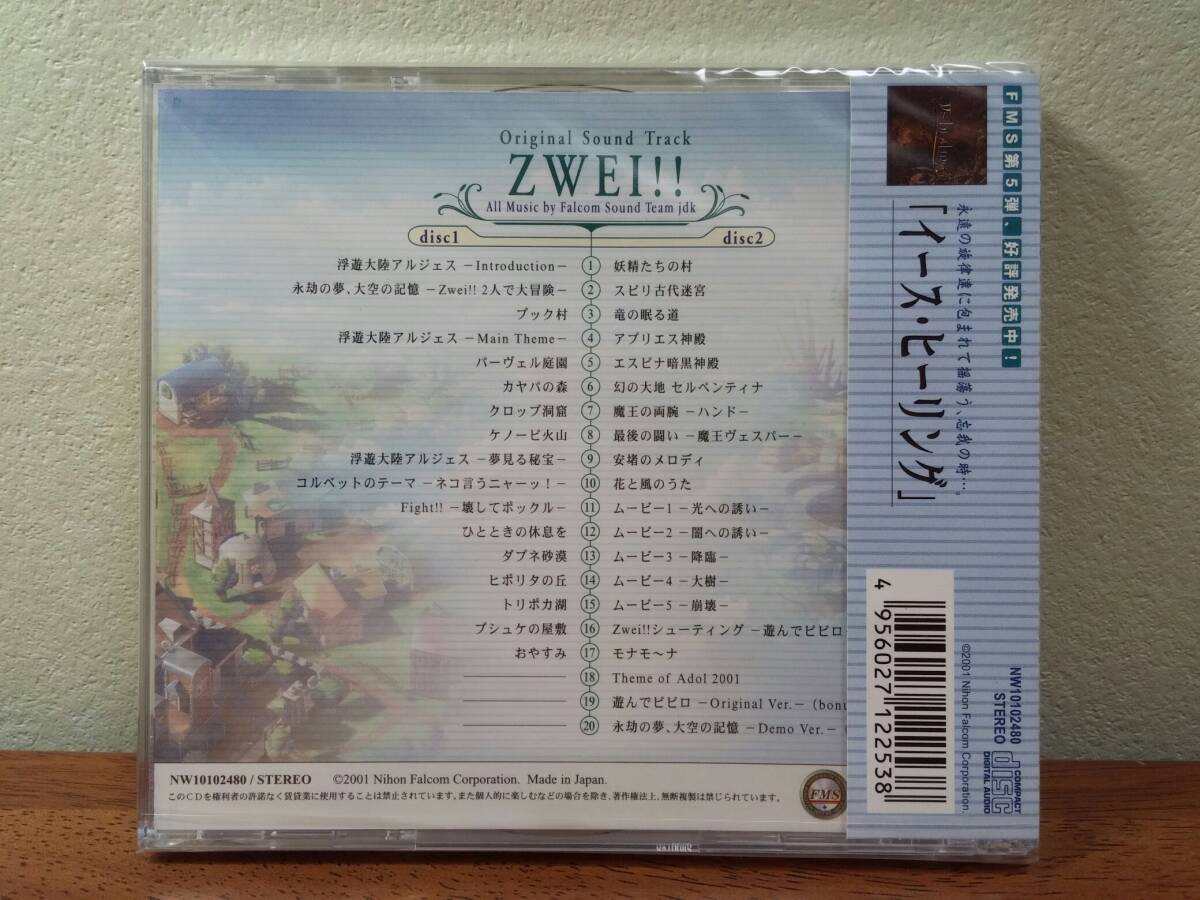 Original Sound Track
ZWEI!!
All Music by Falcom Sound Team jdk
disc1 disc2
浮遊大陸アルジェス －Introduction－ 1 妖精たちの村
永劫の夢、大空の記憶 －Zwei!! 2人で大冒険－ 2 スピリ古代迷宮
プック村 3 竜の眠る道
浮遊大陸アルジェス －Main Theme－ 4 アブリエス神殿
バーヴェル庭園 5 エスピナ暗黒神殿
カヤバの森 6 幻の大地 セルペンティナ
クロップ洞窟 7 魔王の両腕 －ハンド－
ケノーピ火山 8 最後の闘い －魔王ヴェスパー－
浮遊大陸アルジェス －夢見る秘宝－ 9 安堵のメロディ
コルベットのテーマ －ネコ言うニャーッ！－ 10 花と風のうた
Fight!! －壊してポックル－ 11 ムービー1 －光への誘い－
ひとときの休息を 12 ムービー2 －闇への誘い－
ダプネ砂漠 13 ムービー3 －降臨－
ヒポリタの丘 14 ムービー4 －大樹－
トリポカ湖 15 ムービー5 －崩壊－
プシュケの屋敷 16 Zwei!!シューティング －遊んでピピロ
おやすみ 17 モナモ～ナ
18 Theme of Adol 2001
19 遊んでピピロ －Original Ver.－（bonu
20 永劫の夢、大空の記憶 －Demo Ver.－（
NW10102480 / STEREO ©2001 Nihon Falcom Corporation. Made in Japan.
このＣＤを権利者の許諾なく賃貸業に使用することは禁止されています。また個人的に楽しむなどの場合を除き、著作権法上、無断複製は禁じられています。
FMS
FMS第5弾、好評発売中！
永遠の旋律達に包まれて揺蕩う、忘我の時…。
「イース・ヒーリング」
4 956027 122538
©2001 Nihon Falcom Corporation.
NW10102480
STEREO
COMPACT
disc
DIGITAL AUDIO